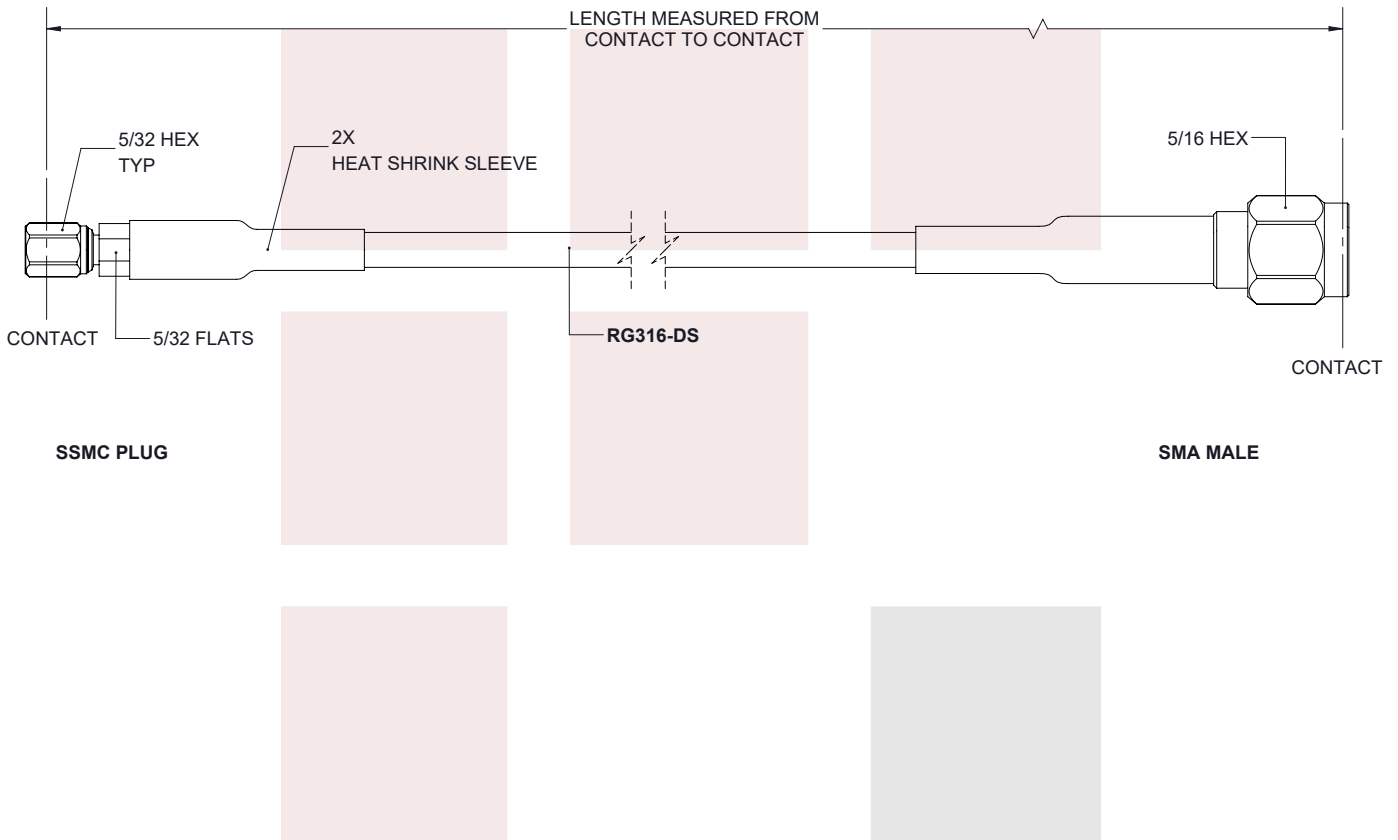 LENGTH MEASURED FROM
CONTACT TO CONTACT
5/32 HEX
TYP
2X
HEAT SHRINK SLEEVE
5/16 HEX
CONTACT
5/32 FLATS
RG316-DS
CONTACT
SSMC PLUG
SMA MALE